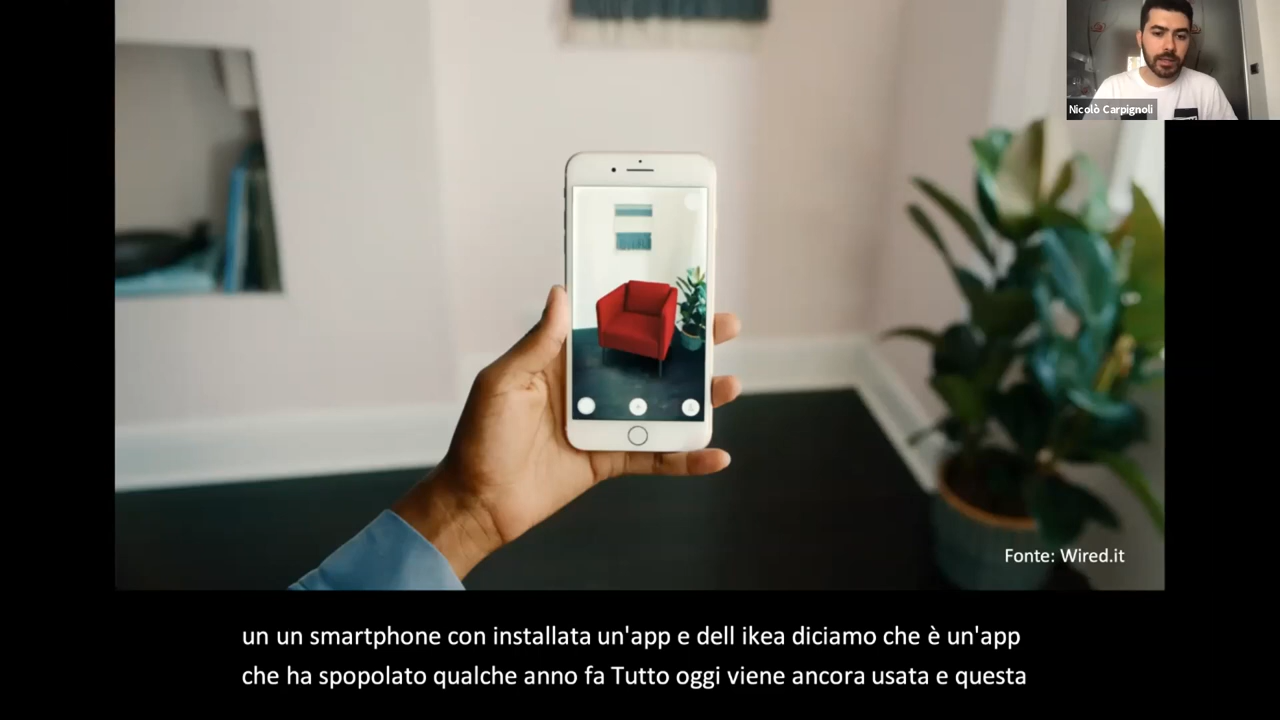 Nicolò Carpignoli
Fonte: Wired.it
un un smartphone con installata un'app e dell ikea diciamo che è un'app
che ha spopolato qualche anno fa Tutto oggi viene ancora usata e questa